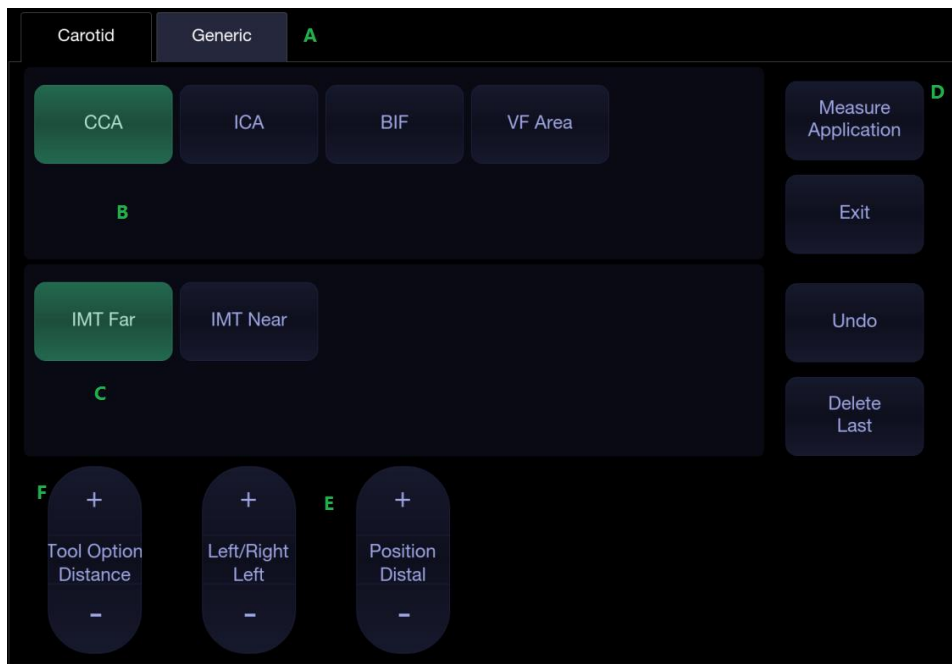 Carotid
Generic
A
CCA
ICA
BIF
VF Area
B
D
Measure
Application
Exit
IMT Far
IMT Near
C
Undo
Delete
Last
F
+
Tool Option
Distance
-
+
Left/Right
Left
-
E
+
Position
Distal
-